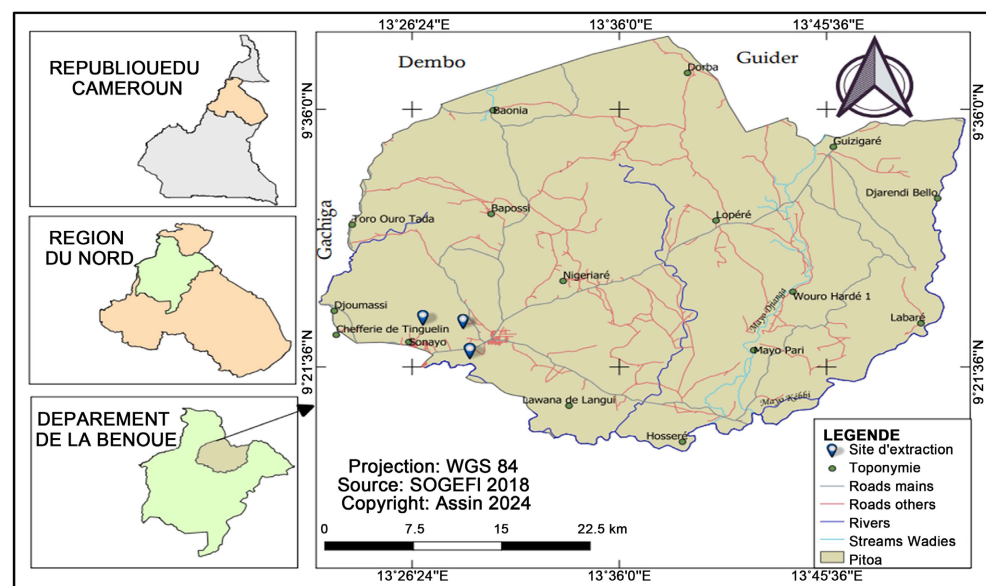 REPUBLIQUEDU
CAMEROUN
REGION
DU NORD
DEPAREMENT
DE LA BENOUE
13°26'24"E
13°36'0"E
13°45'36"E
9°36'0"N
9°36'0"N
9°21'36"N
9°21'36"N
Dembo
Guider
Gachiga
Dorba
Baonia
Guizigaré
Djarendi Bello
Bapossi
Toro Ouro Tada
Lopéré
Nigeriaré
Wouro Hardé 1
Mayo-Djanga
Djoumassi
Labaré
Chefferie de Tinguelin
Sonayo
Mayo Pari
Mayo-Kébbi
Lawana de Langui
Hosseré
Projection: WGS 84
Source: SOGEFI 2018
Copyright: Assin 2024
0 7.5 15 22.5 km
LEGENDE
Site d'extraction
Toponymie
Roads mains
Roads others
Rivers
Streams Wadies
Pitoa
13°26'24"E
13°36'0"E
13°45'36"E